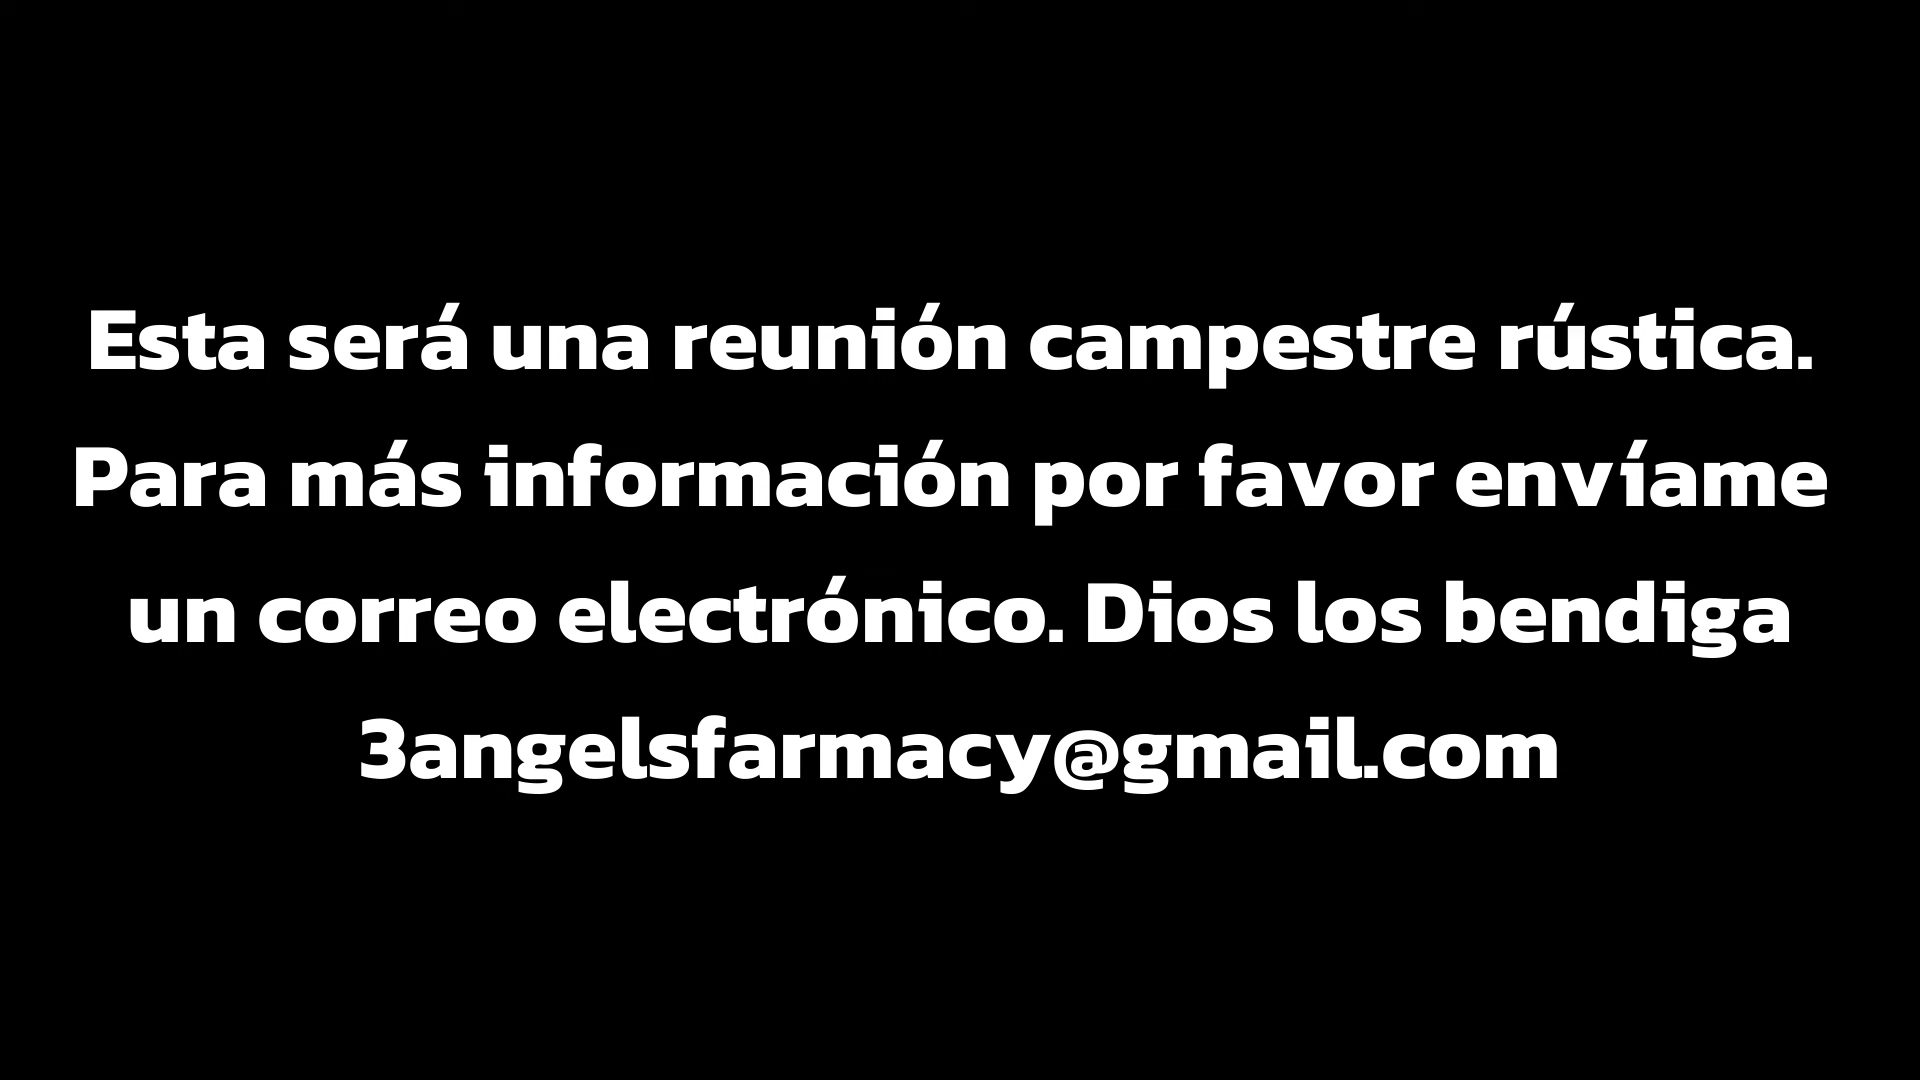 Esta será una reunión campestre rústica.
Para más información por favor envíame
un correo electrónico. Dios los bendiga
3angelsfarmacy@gmail.com